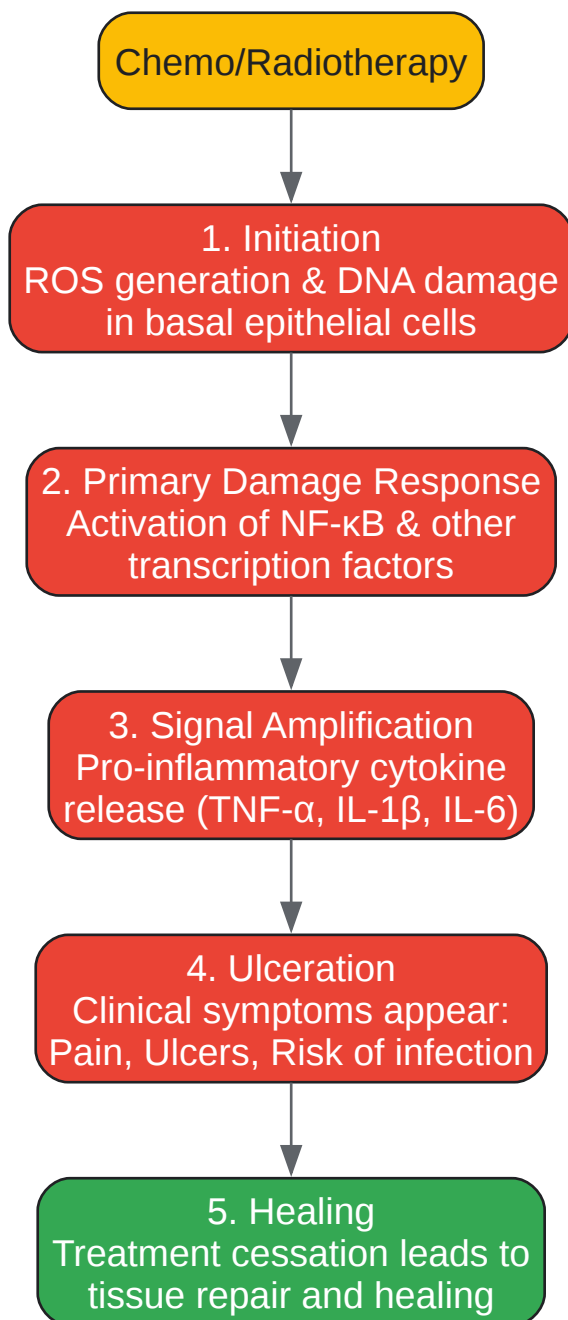 Chemo/Radiotherapy
1. Initiation
ROS generation & DNA damage
in basal epithelial cells
2. Primary Damage Response
Activation of NF-κB & other
transcription factors
3. Signal Amplification
Pro-inflammatory cytokine
release (TNF-α, IL-1β, IL-6)
4. Ulceration
Clinical symptoms appear:
Pain, Ulcers, Risk of infection
5. Healing
Treatment cessation leads to
tissue repair and healing